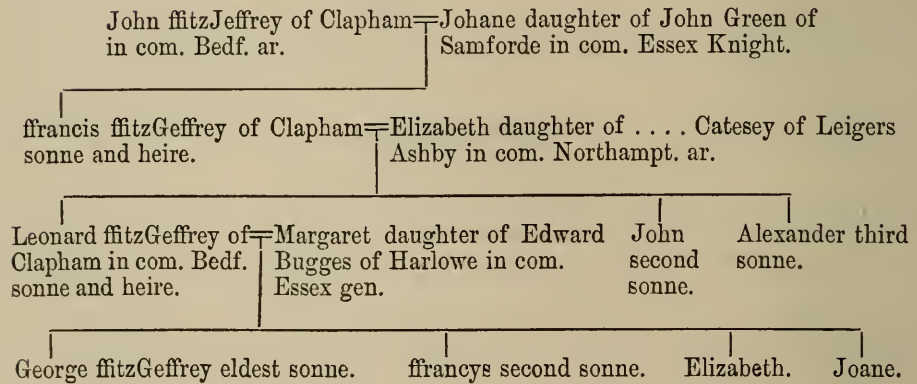 John ffitzJeffrey of Clapham=Johane daughter of John Green of
in com. Bedf. ar. Samforde in com. Essex Knight.
ffrancis ffitzGeffrey of Clapham=Elizabeth daughter of .... Catesey of Leigers
sonne and heire. Ashby in com. Northampt. ar.
Leonard ffitzGeffrey of=Margaret daughter of Edward John Alexander third
Clapham in com. Bedf. Bugges of Harlowe in com. second sonne.
sonne and heire. Essex gen. sonne.
George ffitzGeffrey eldest sonne. ffrancys second sonne. Elizabeth. Joane.